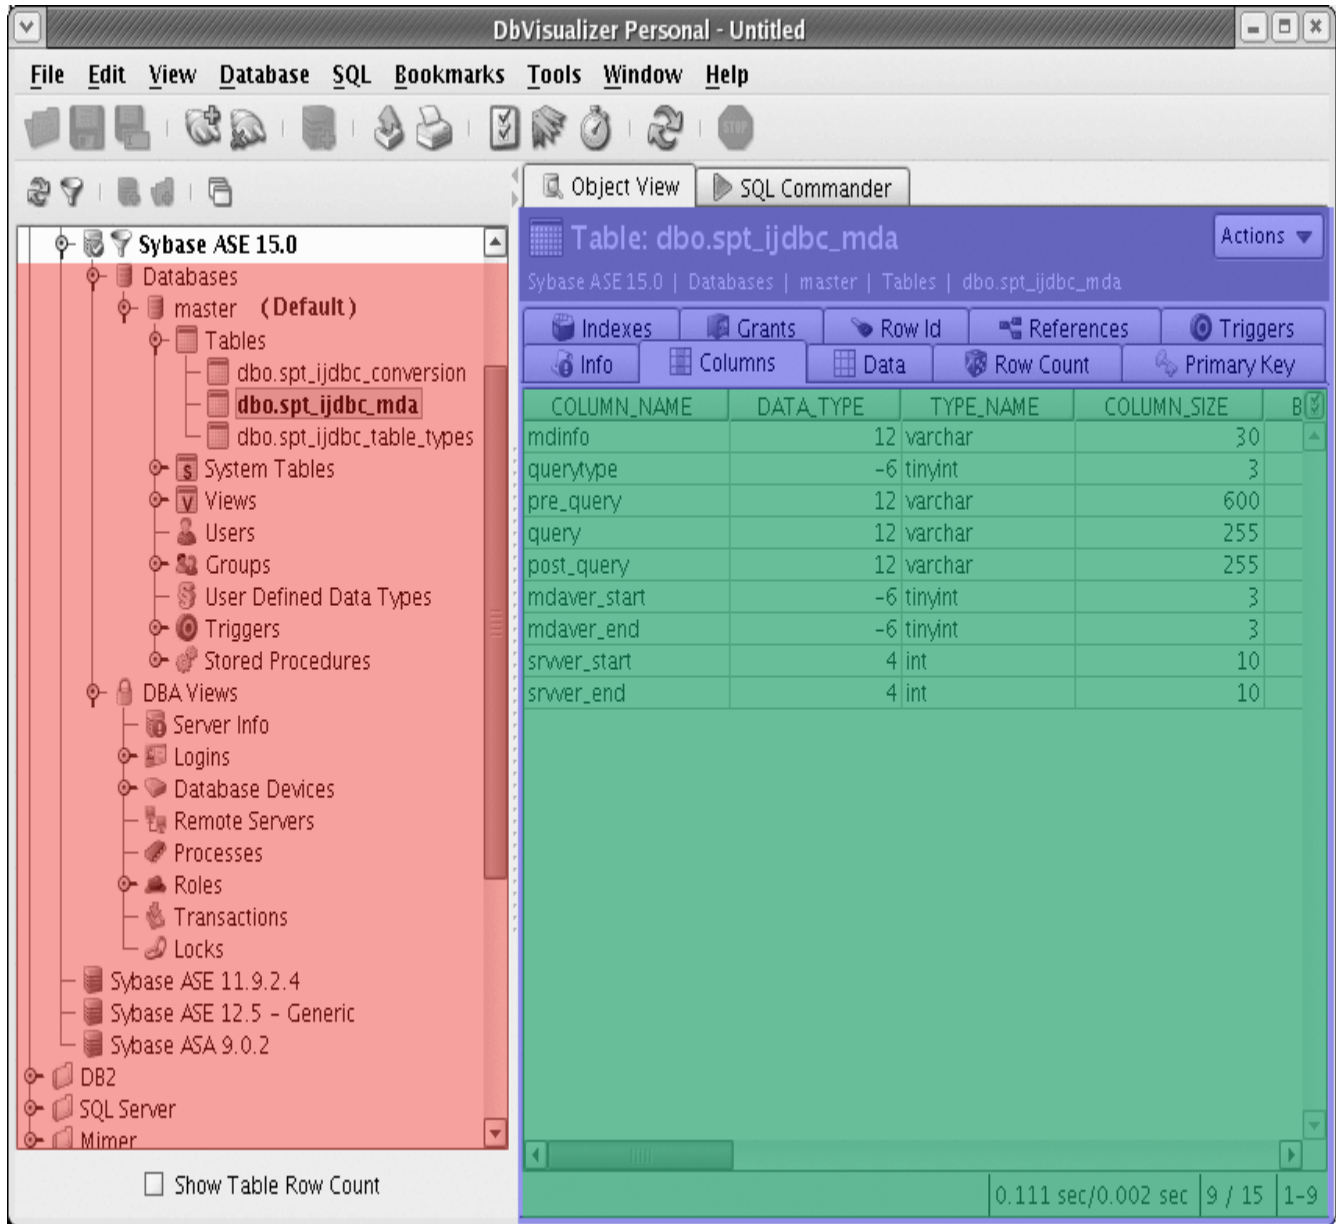 DbVisualizer Personal - Untitled
File Edit View Database SQL Bookmarks Tools Window Help
STOP
Object View SQL Commander
Sybase ASE 15.0
Databases
master (Default)
Tables
dbo.spt_ijdbc_conversion
dbo.spt_ijdbc_mda
dbo.spt_ijdbc_table_types
System Tables
Views
Users
Groups
User Defined Data Types
Triggers
Stored Procedures
DBA Views
Server Info
Logins
Database Devices
Remote Servers
Processes
Roles
Transactions
Locks
Sybase ASE 11.9.2.4
Sybase ASE 12.5 - Generic
Sybase ASA 9.0.2
DB2
SQL Server
Mimer
Show Table Row Count
Table: dbo.spt_ijdbc_mda Actions
Sybase ASE 15.0 | Databases | master | Tables | dbo.spt_ijdbc_mda
Indexes Grants Row Id References Triggers
Info Columns Data Row Count Primary Key
COLUMN_NAME DATA_TYPE TYPE_NAME COLUMN_SIZE B
mdinfo 12 varchar 30
querytype -6 tinyint 3
pre_query 12 varchar 600
query 12 varchar 255
post_query 12 varchar 255
mdaver_start -6 tinyint 3
mdaver_end -6 tinyint 3
srvver_start 4 int 10
srvver_end 4 int 10
0.111 sec/0.002 sec 9 / 15 1-9